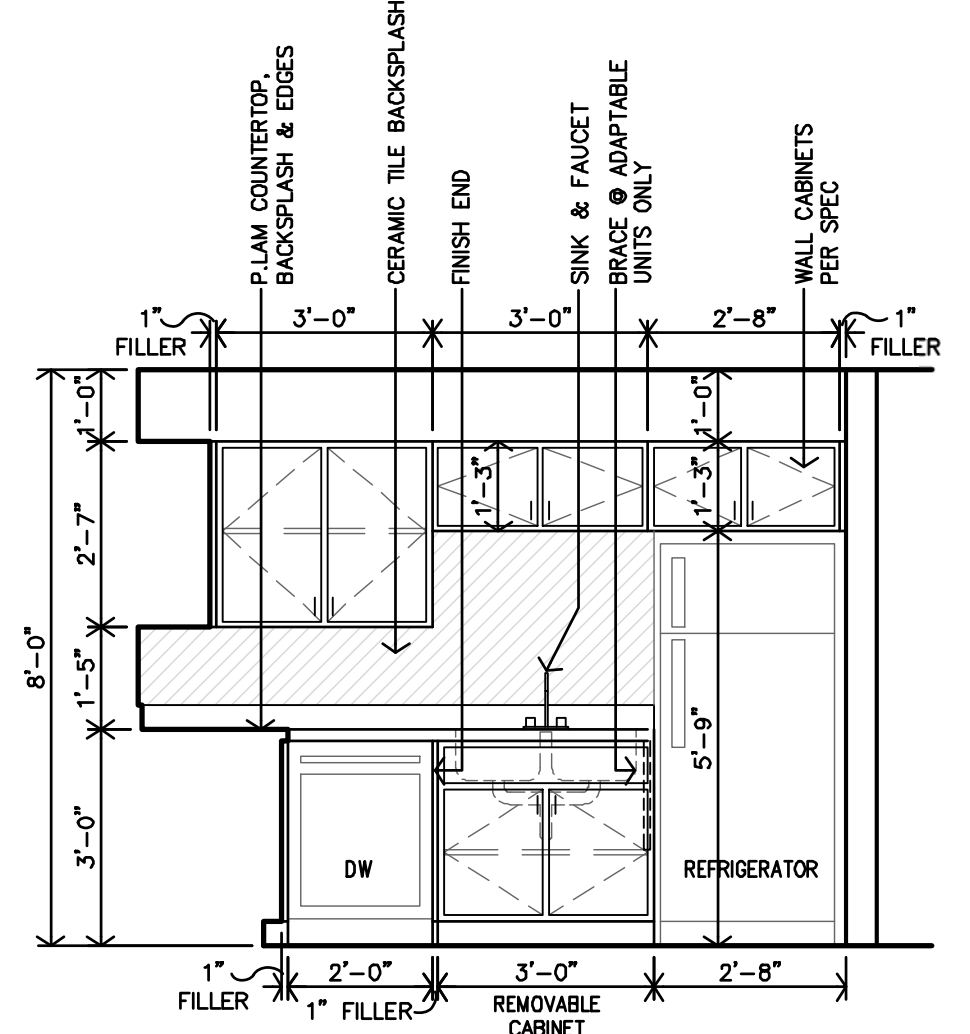 P.LAM COUNTERTOP,
BACKSPLASH & EDGES
CERAMIC TILE BACKSPLASH
FINISH END
SINK & FAUCET
BRACE @ ADAPTABLE
UNITS ONLY
WALL CABINETS
PER SPEC
1"
FILLER
3'-0"
3'-0"
2'-8"
1"
FILLER
1'-0"
1'-0"
2'-7"
1'-3"
1'-3"
8'-0"
1'-5"
5'-9"
3'-0"
DW
REFRIGERATOR
1"
FILLER
2'-0"
1" FILLER
3'-0"
REMOVABLE
CABINET
2'-8"